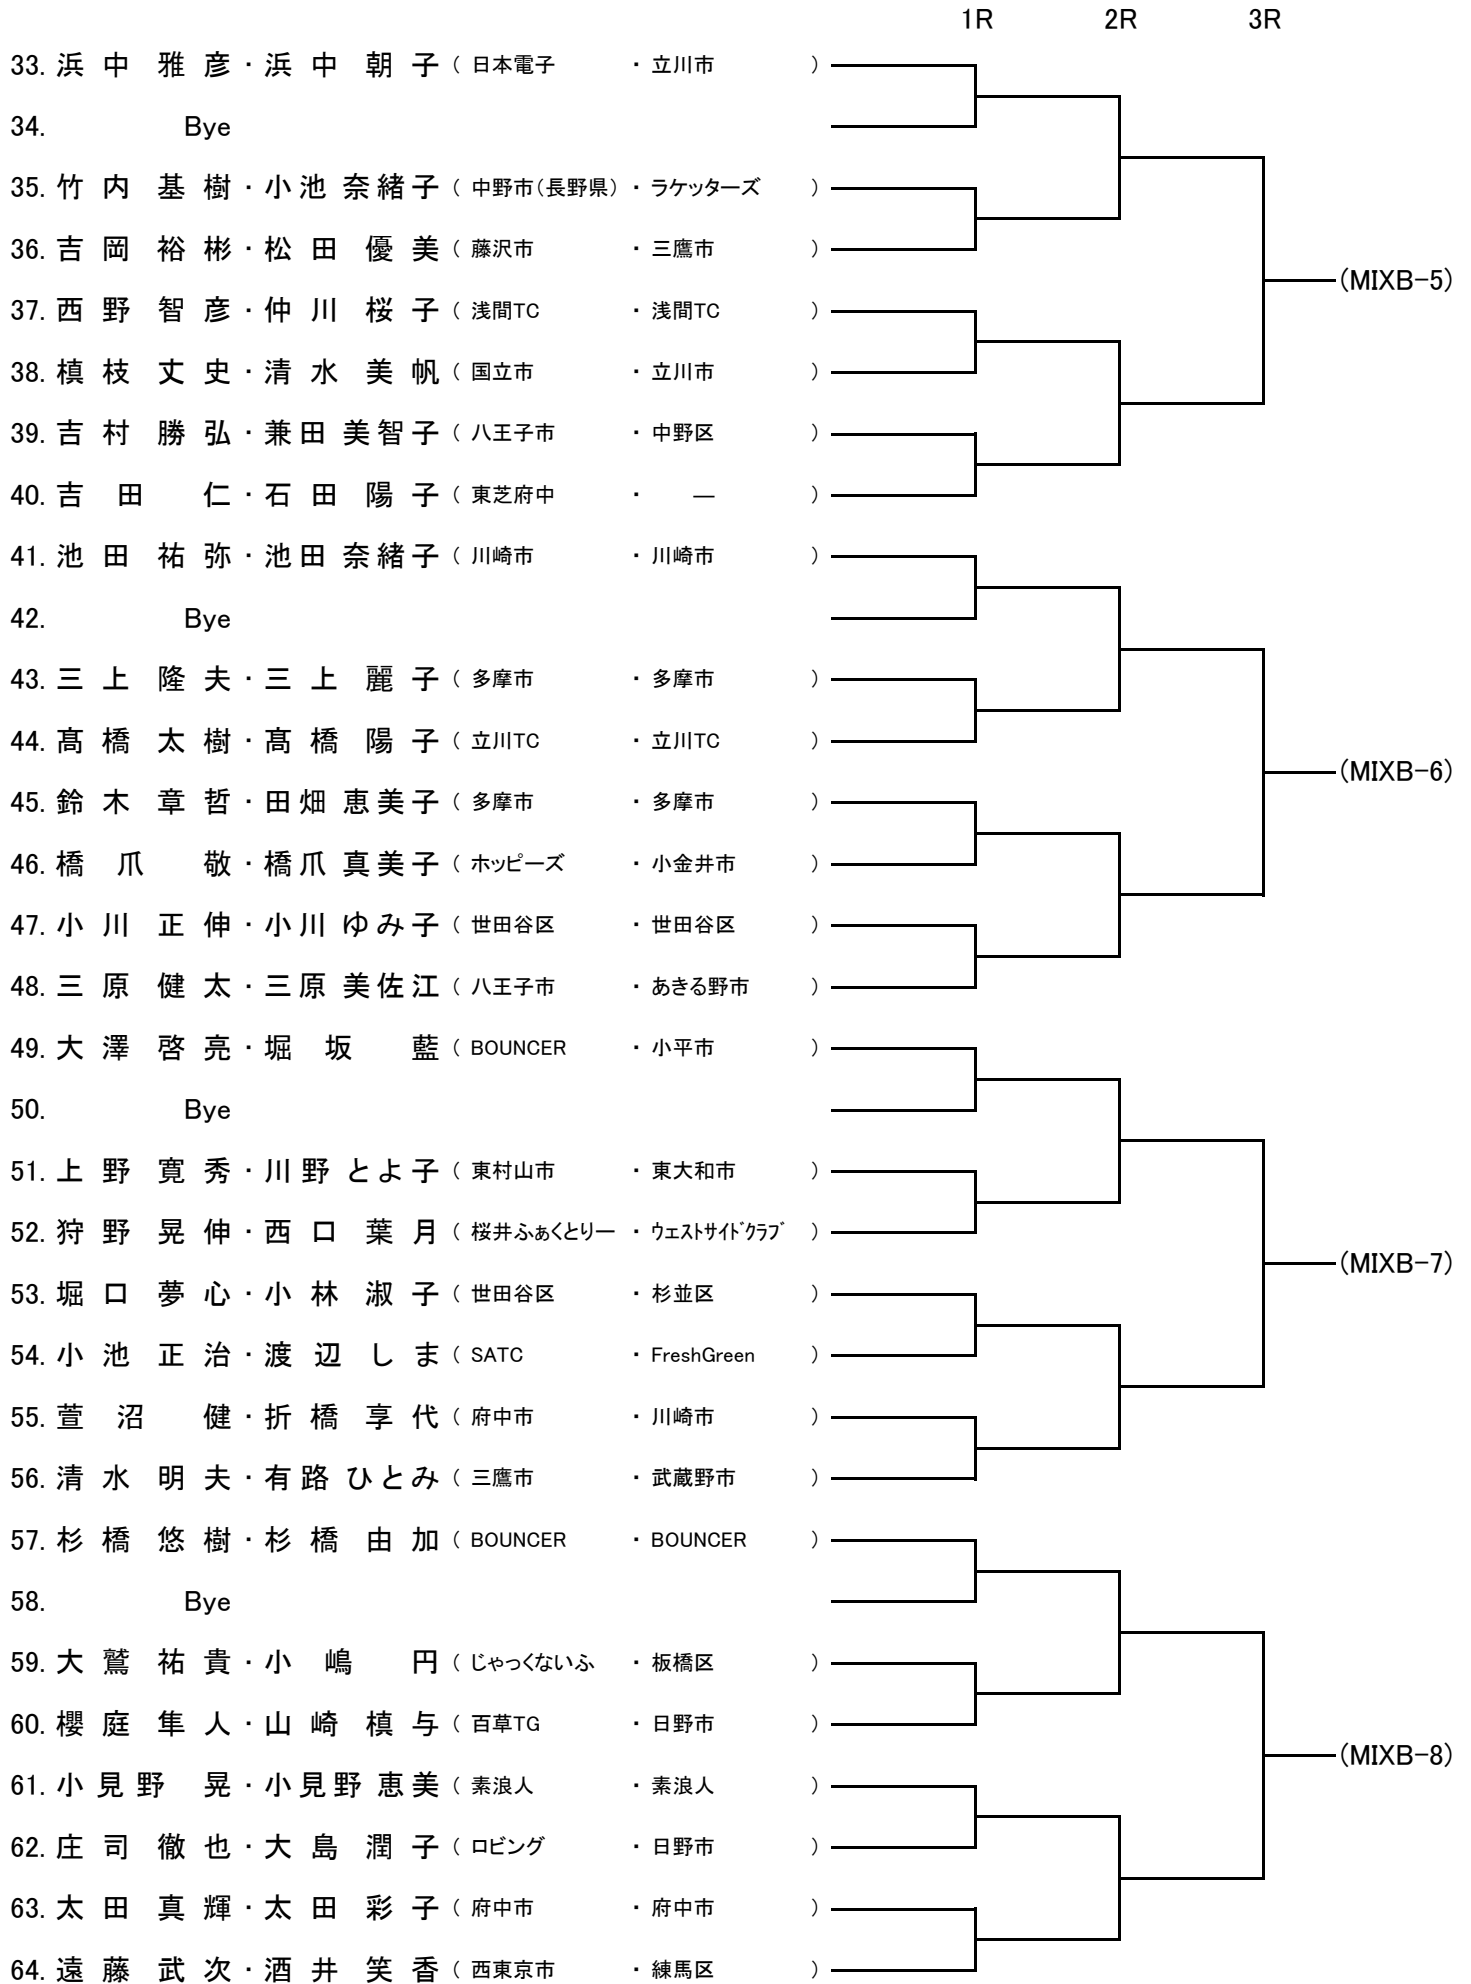 1R 2R 3R
33. 浜中 雅彦・浜中 朝子 ( 日本電子 ・ 立川市 )
34. Bye
35. 竹内 基樹・小池 奈緒子 ( 中野市(長野県) ・ ラケッターズ )
36. 吉岡 裕彬・松田 優美 ( 藤沢市 ・ 三鷹市 )
(MIXB-5)
37. 西野 智彦・仲川 桜子 ( 浅間TC ・ 浅間TC )
38. 槙枝 丈史・清水 美帆 ( 国立市 ・ 立川市 )
39. 吉村 勝弘・兼田 美智子 ( 八王子市 ・ 中野区 )
40. 吉田 仁・石田 陽子 ( 東芝府中 ・ ― )
41. 池田 祐弥・池田 奈緒子 ( 川崎市 ・ 川崎市 )
42. Bye
43. 三上 隆夫・三上 麗子 ( 多摩市 ・ 多摩市 )
44. 髙橋 太樹・髙橋 陽子 ( 立川TC ・ 立川TC )
(MIXB-6)
45. 鈴木 章哲・田畑 恵美子 ( 多摩市 ・ 多摩市 )
46. 橋爪 敬・橋爪 真美子 ( ホッピーズ ・ 小金井市 )
47. 小川 正伸・小川 ゆみ子 ( 世田谷区 ・ 世田谷区 )
48. 三原 健太・三原 美佐江 ( 八王子市 ・ あきる野市 )
49. 大澤 啓亮・堀坂 藍 ( BOUNCER ・ 小平市 )
50. Bye
51. 上野 寛秀・川野 とよ子 ( 東村山市 ・ 東大和市 )
52. 狩野 晃伸・西口 葉月 ( 桜井ふぁくとりー ・ ウェストサイドクラブ )
(MIXB-7)
53. 堀口 夢心・小林 淑子 ( 世田谷区 ・ 杉並区 )
54. 小池 正治・渡辺 しま ( SATC ・ FreshGreen )
55. 萱沼 健・折橋 享代 ( 府中市 ・ 川崎市 )
56. 清水 明夫・有路 ひとみ ( 三鷹市 ・ 武蔵野市 )
57. 杉橋 悠樹・杉橋 由加 ( BOUNCER ・ BOUNCER )
58. Bye
59. 大鷲 祐貴・小嶋 円 ( じゃっくないふ ・ 板橋区 )
60. 櫻庭 隼人・山崎 槙与 ( 百草TG ・ 日野市 )
(MIXB-8)
61. 小見野 晃・小見野 恵美 ( 素浪人 ・ 素浪人 )
62. 庄司 徹也・大島 潤子 ( ロビング ・ 日野市 )
63. 太田 真輝・太田 彩子 ( 府中市 ・ 府中市 )
64. 遠藤 武次・酒井 笑香 ( 西東京市 ・ 練馬区 )